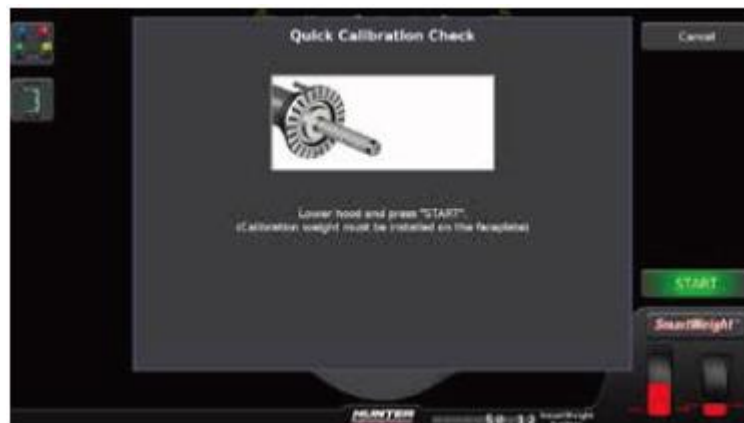 Quick Calibration Check
Cancel
Lower hood and press "START".
(Calibration weight must be installed on the faceplate)
START
SmartWeight
HUNTER
SmartWeight